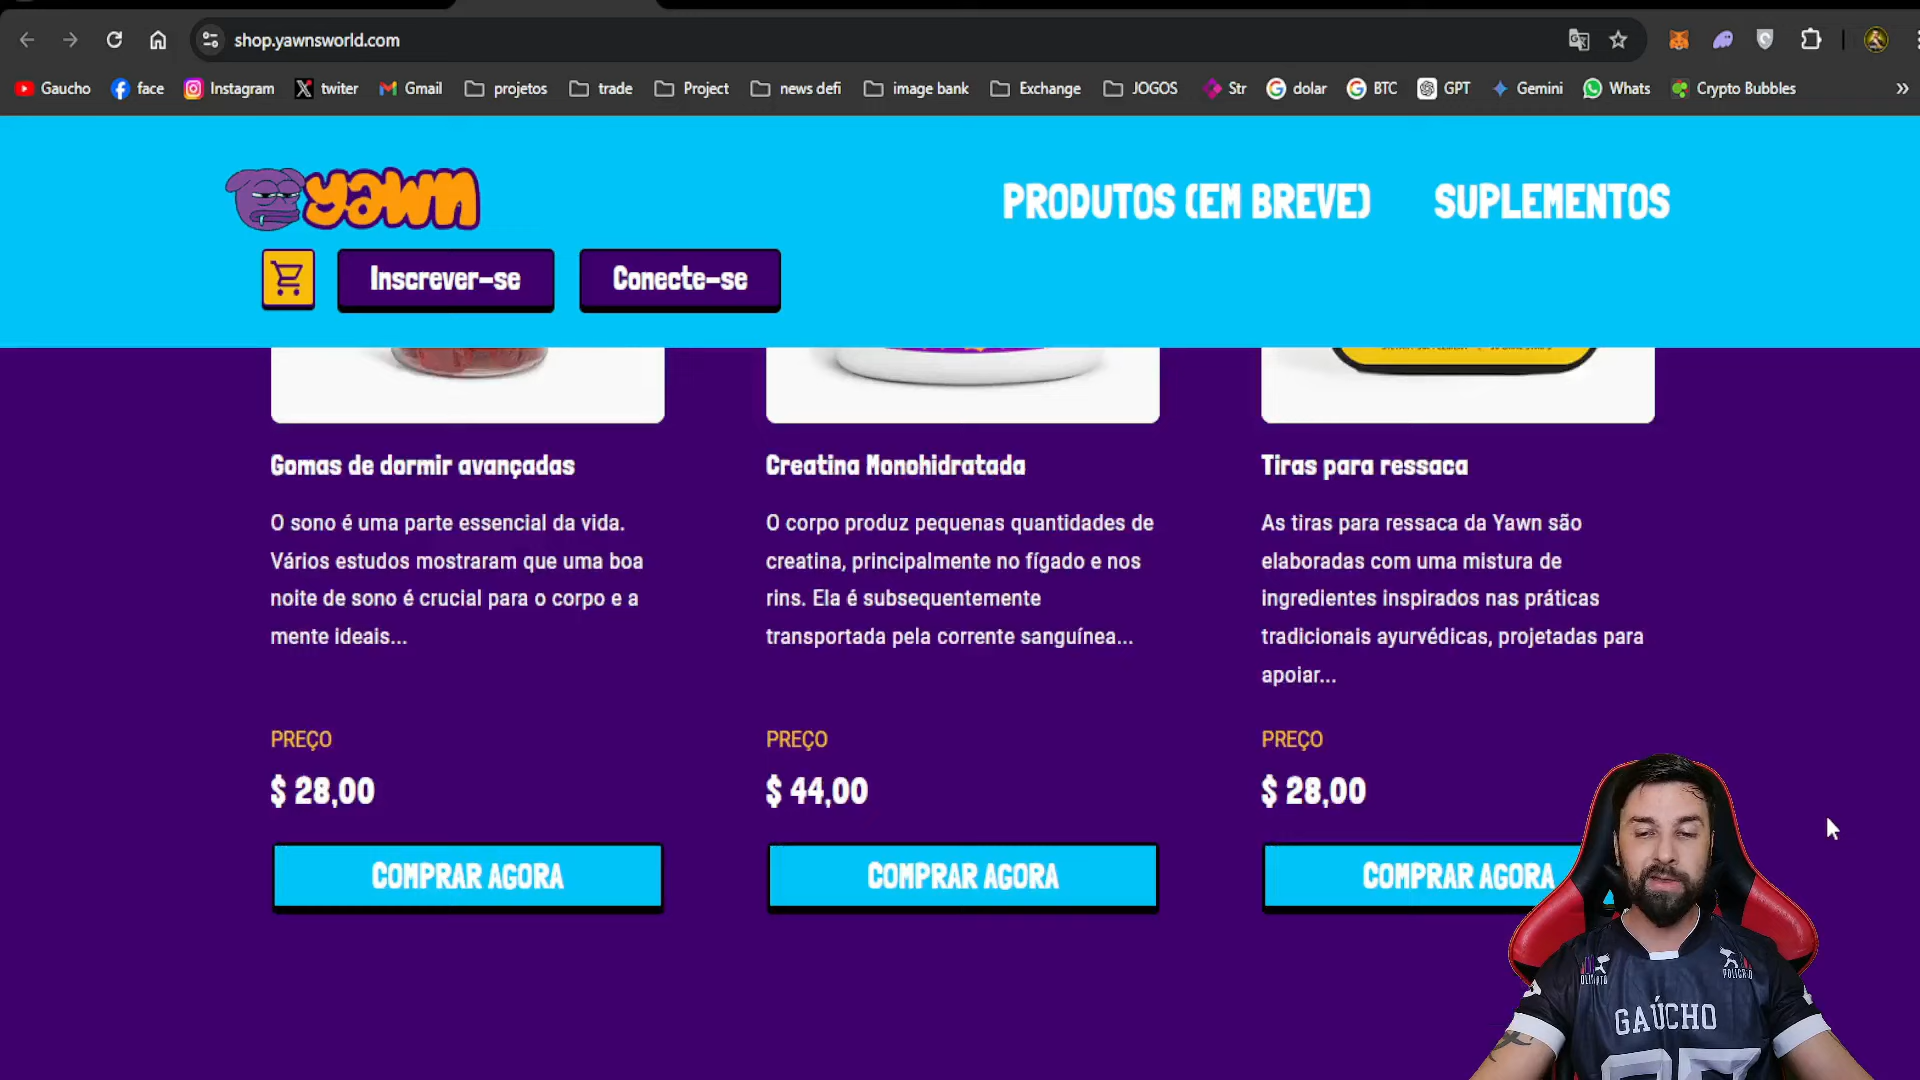 shop.yawnsworld.com
Gaucho face Instagram twiter Gmail projetos trade Project news defi image bank Exchange JOGOS Str dolar BTC GPT Gemini Whats Crypto Bubbles »
yawn
PRODUTOS (EM BREVE) SUPLEMENTOS
Inscrever-se Conecte-se
Gomas de dormir avançadas
O sono é uma parte essencial da vida.
Vários estudos mostraram que uma boa
noite de sono é crucial para o corpo e a
mente ideais...
PREÇO
$ 28,00
COMPRAR AGORA
Creatina Monohidratada
O corpo produz pequenas quantidades de
creatina, principalmente no fígado e nos
rins. Ela é subsequentemente
transportada pela corrente sanguínea...
PREÇO
$ 44,00
COMPRAR AGORA
Tiras para ressaca
As tiras para ressaca da Yawn são
elaboradas com uma mistura de
ingredientes inspirados nas práticas
tradicionais ayurvédicas, projetadas para
apoiar...
PREÇO
$ 28,00
COMPRAR AGORA
GAÚCHO